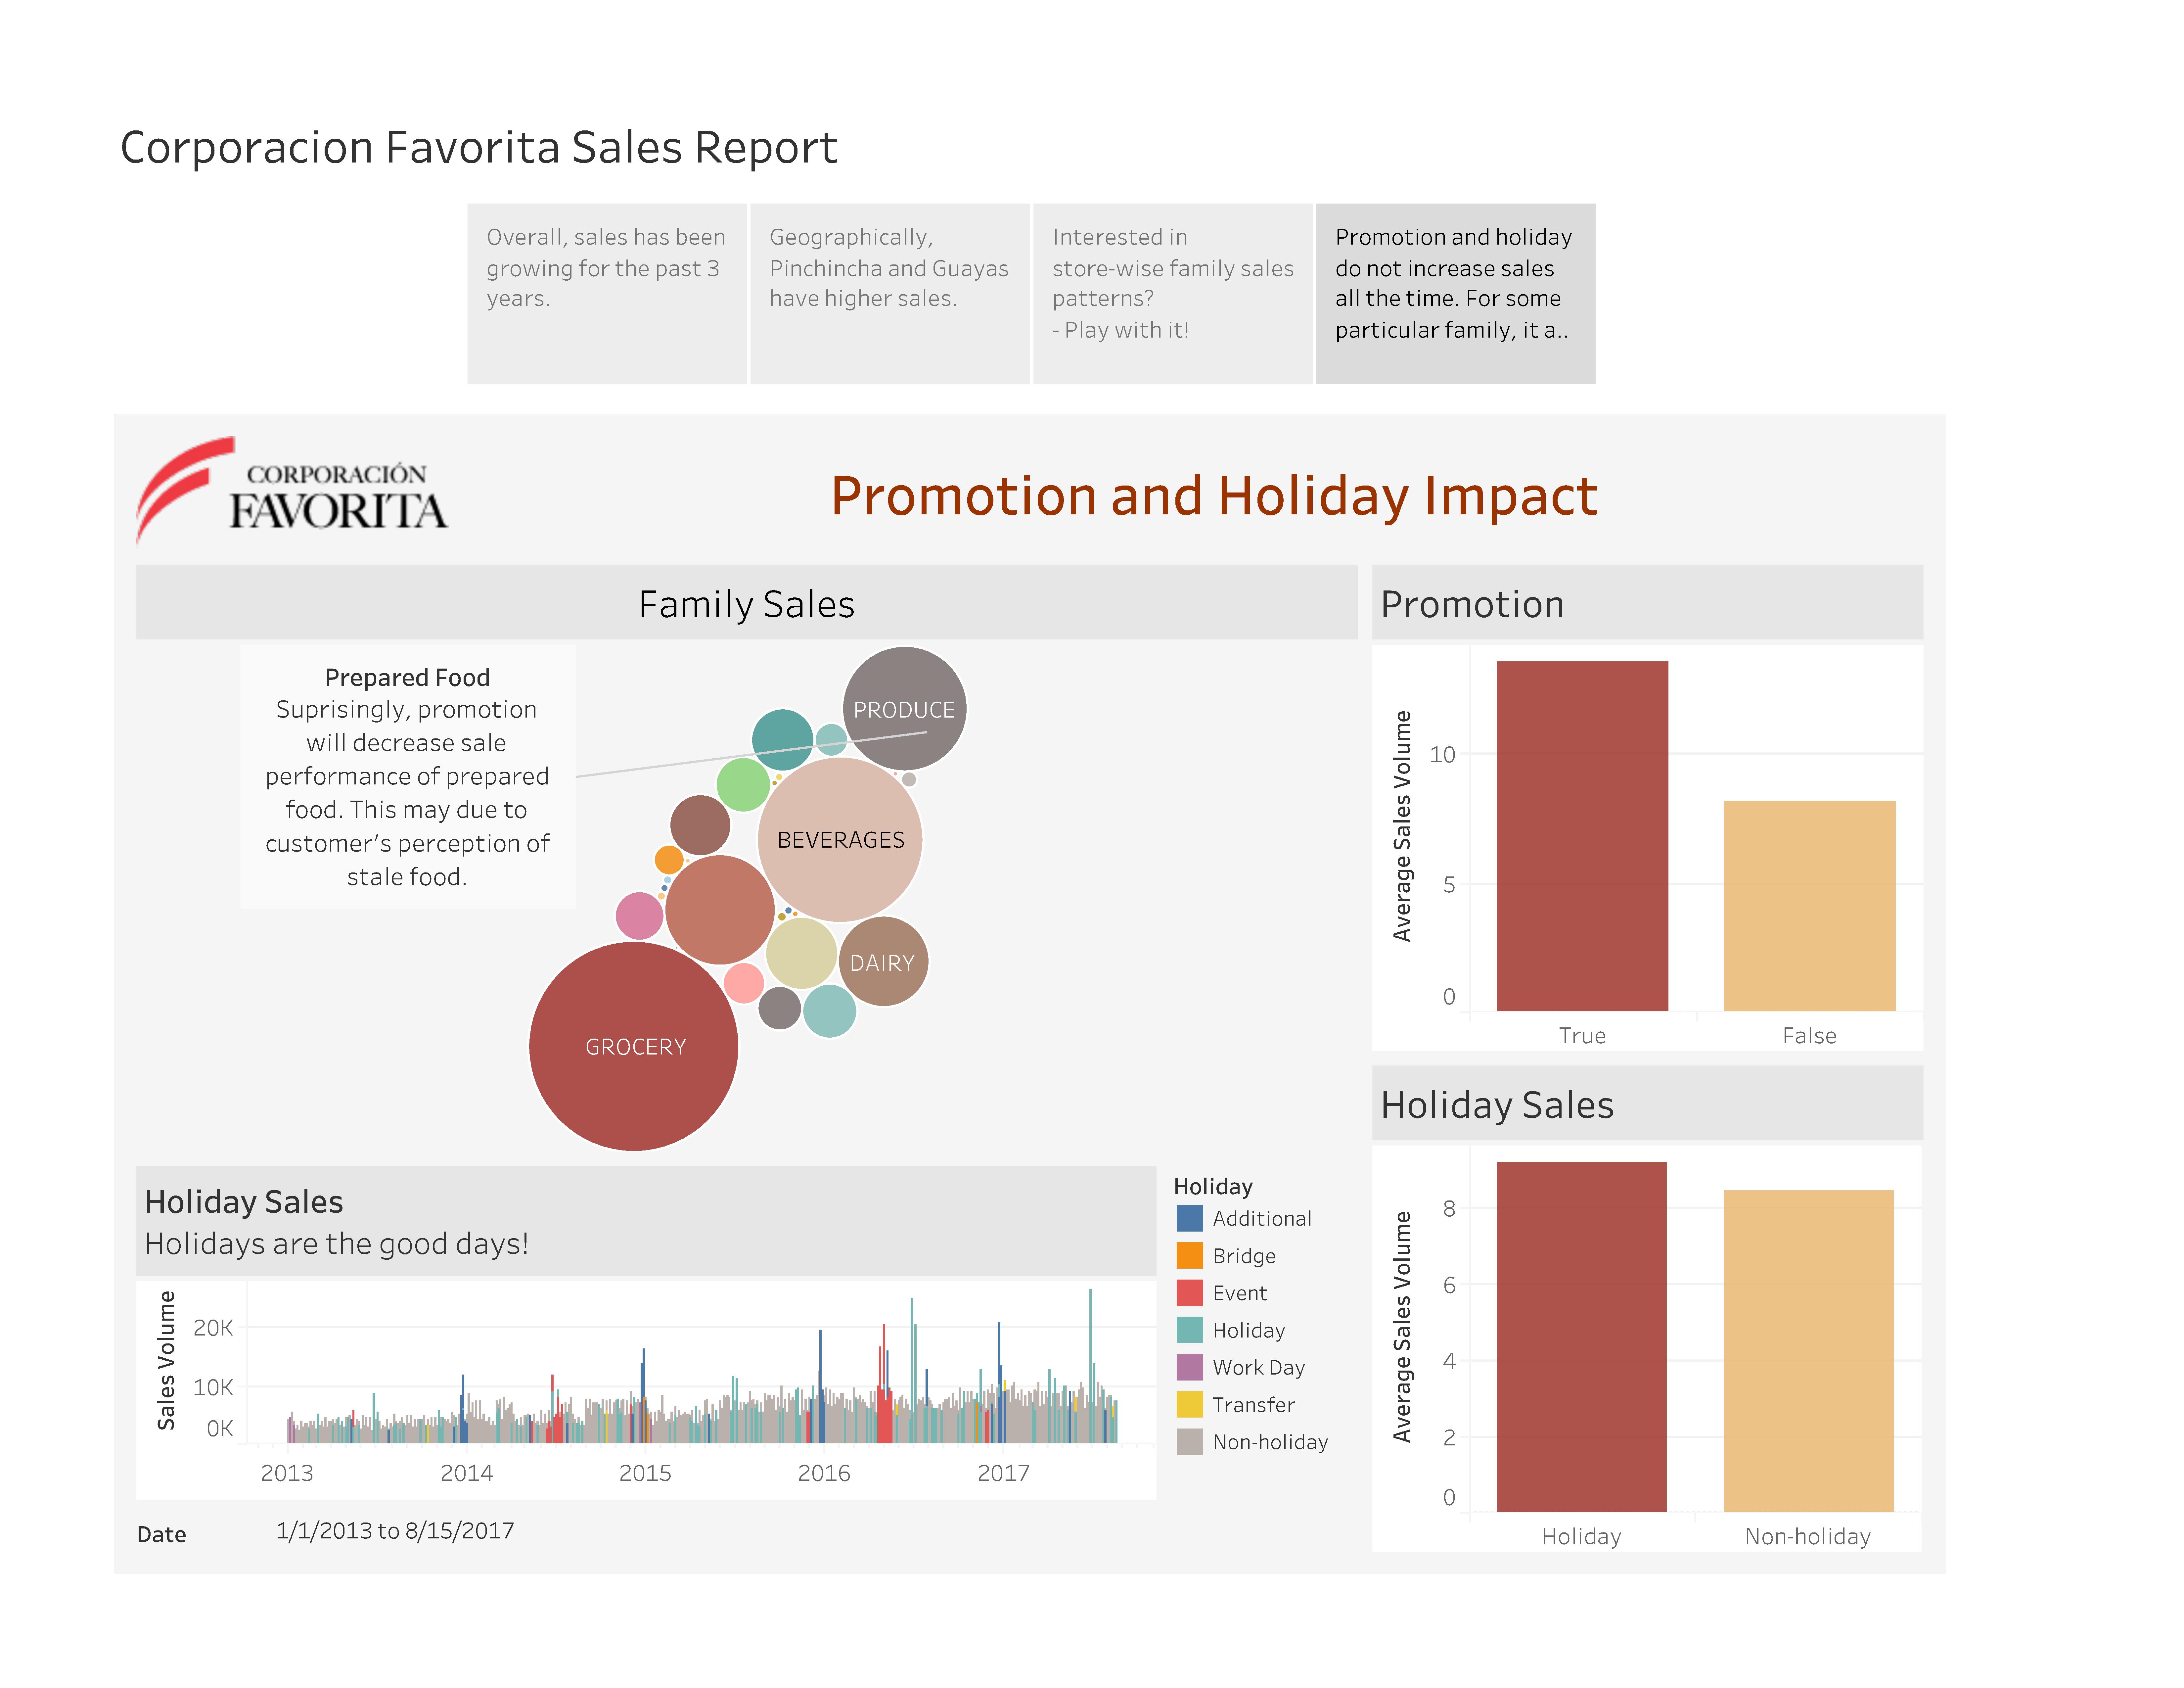 Corporacion Favorita Sales Report
Overall, sales has been
growing for the past 3
years.
Geographically,
Pinchincha and Guayas
have higher sales.
Interested in
store-wise family sales
patterns?
- Play with it!
Promotion and holiday
do not increase sales
all the time. For some
particular family, it a..
CORPORACIÓN
FAVORITA
Promotion and Holiday Impact
Family Sales
Prepared Food
Suprisingly, promotion
will decrease sale
performance of prepared
food. This may due to
customer's perception of
stale food.
PRODUCE
BEVERAGES
DAIRY
GROCERY
Promotion
Average Sales Volume
10
5
0
True
False
Holiday Sales
Holidays are the good days!
Sales Volume
20K
10K
0K
2013
2014
2015
2016
2017
Date
1/1/2013 to 8/15/2017
Holiday
Additional
Bridge
Event
Holiday
Work Day
Transfer
Non-holiday
Holiday Sales
Average Sales Volume
8
6
4
2
0
Holiday
Non-holiday